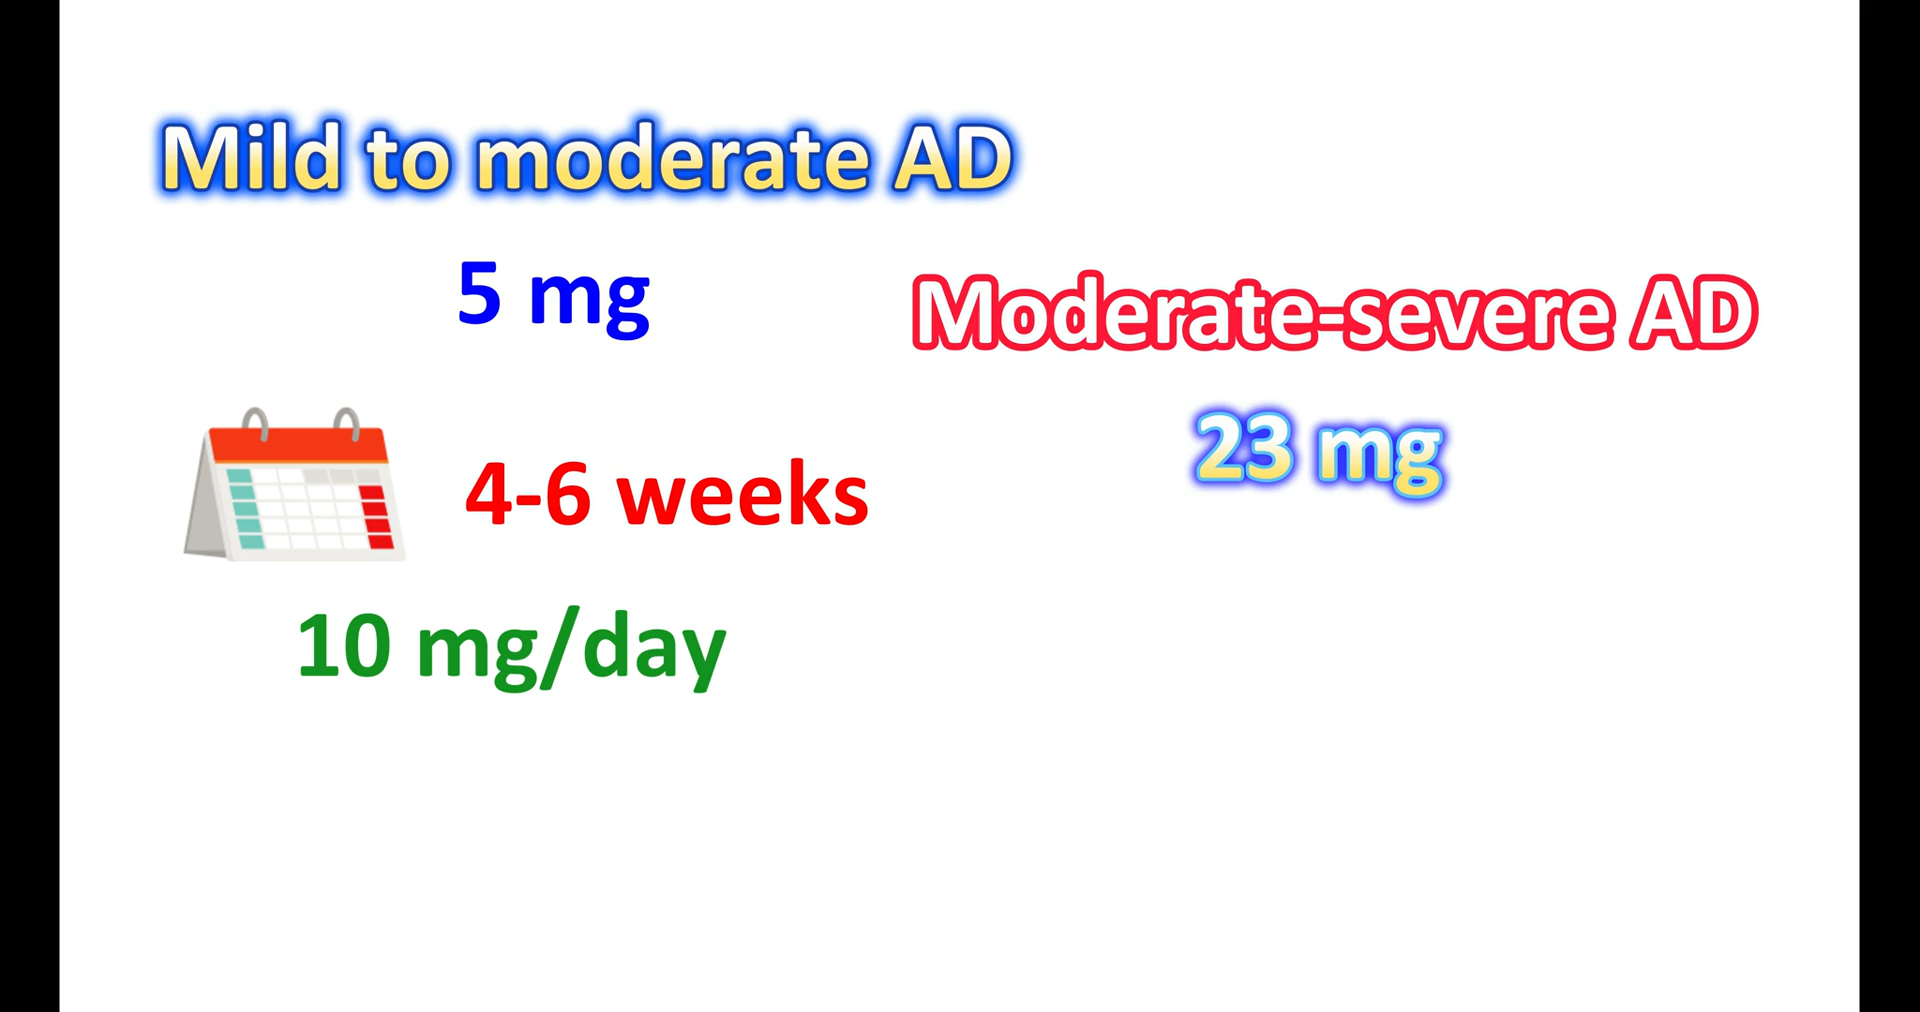 Mild to moderate AD
5 mg
4-6 weeks
10 mg/day
Moderate-severe AD
23 mg